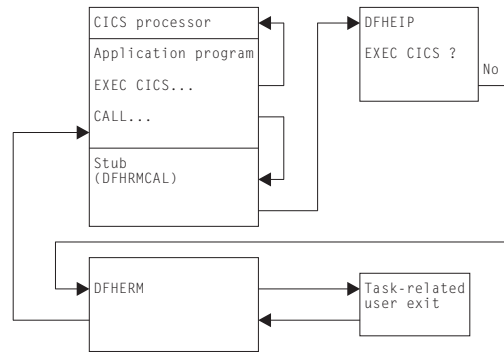 CICS processor
Application program
EXEC CICS...
CALL...
Stub
(DFHRMCAL)
DFHEIP
EXEC CICS ?
No
DFHERM
Task-related
user exit